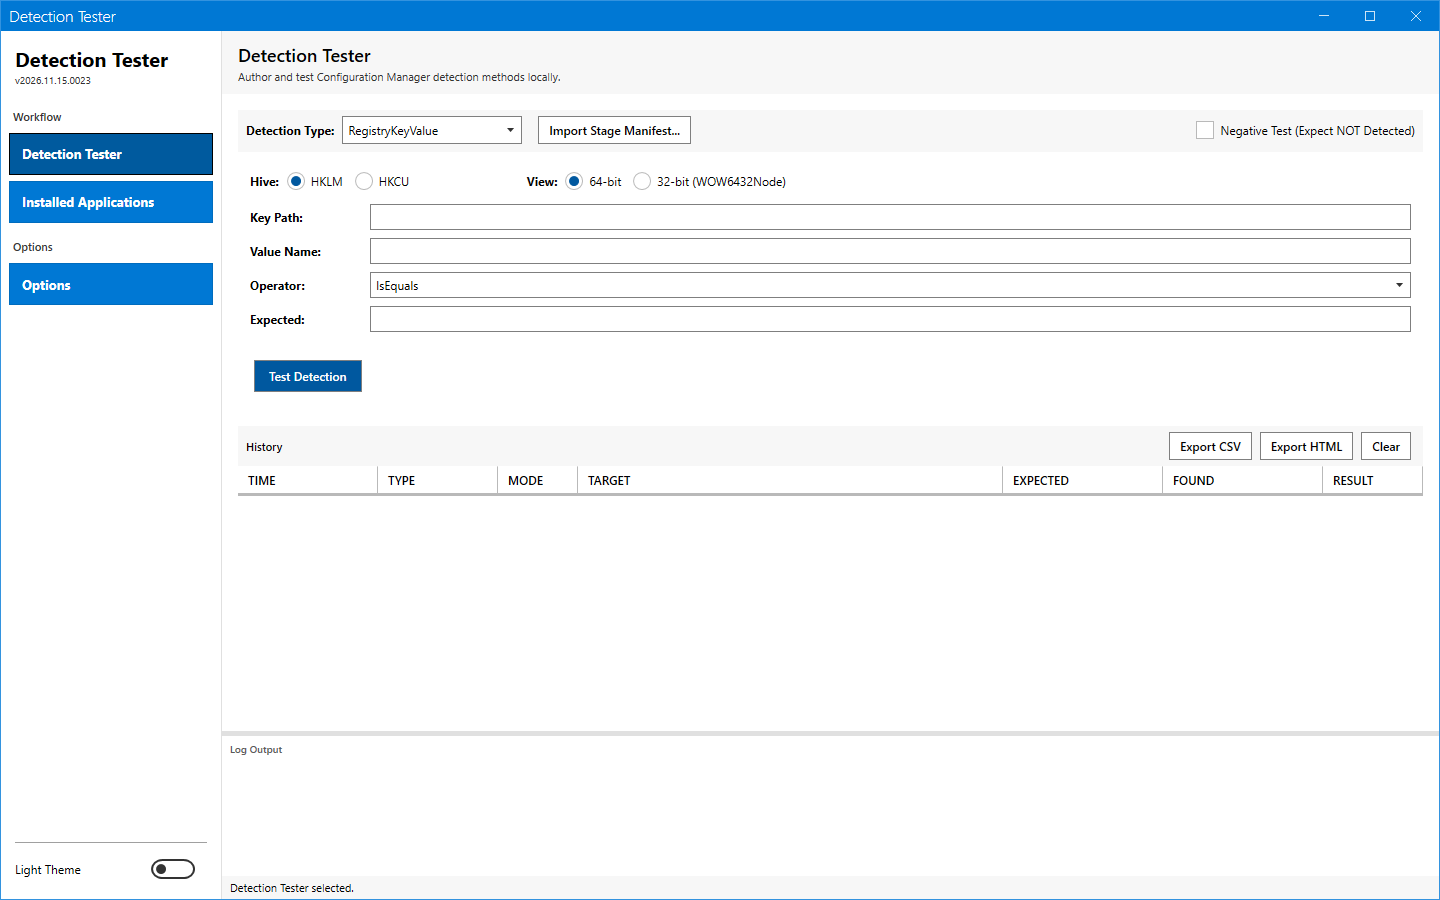 Detection Tester
Detection Tester
v2026.11.15.0023
Workflow
Detection Tester
Installed Applications
Options
Options
Light Theme
Detection Tester
Author and test Configuration Manager detection methods locally.
Detection Type: RegistryKeyValue Import Stage Manifest... Negative Test (Expect NOT Detected)
Hive: HKLM HKCU View: 64-bit 32-bit (WOW6432Node)
Key Path:
Value Name:
Operator: IsEquals
Expected:
Test Detection
History Export CSV Export HTML Clear
TIME TYPE MODE TARGET EXPECTED FOUND RESULT
Log Output
Detection Tester selected.